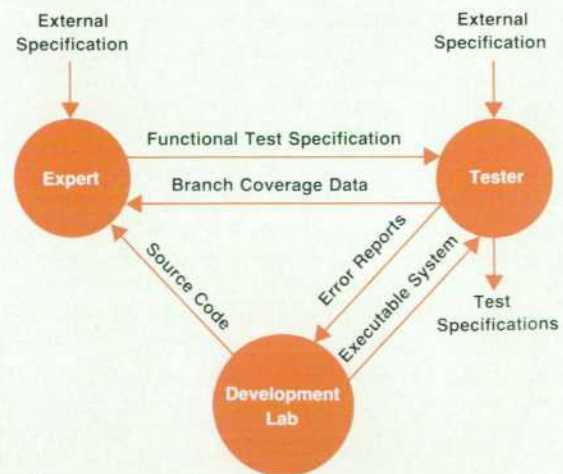 External
Specification
External
Specification
Functional Test Specification
Expert
Tester
Branch Coverage Data
Source Code
Error Reports
Executable System
Test
Specifications
Development
Lab